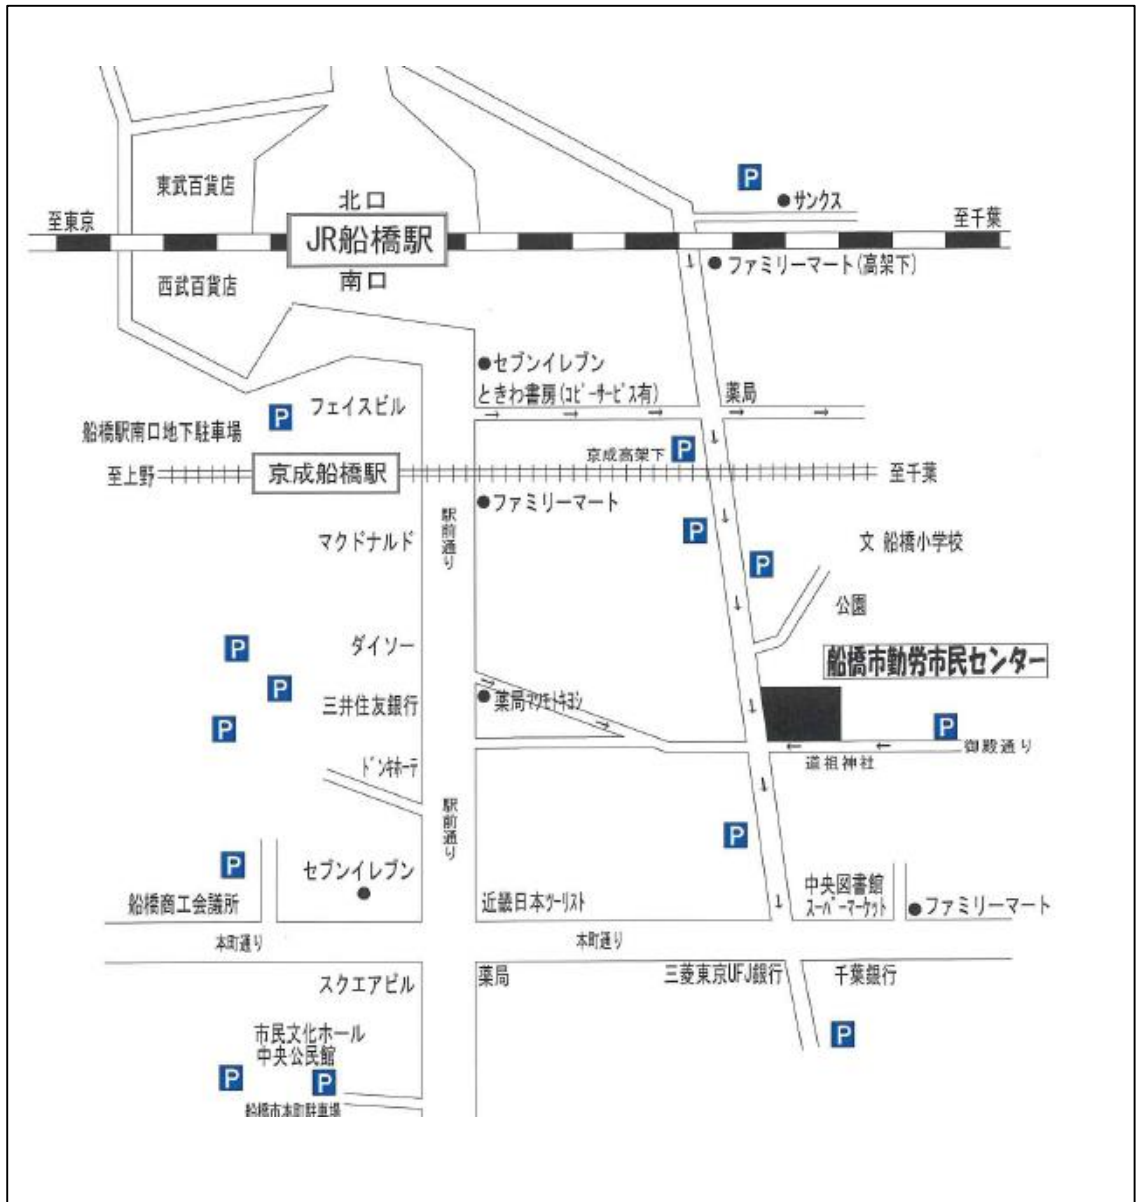 P
東武百貨店
北口
サンクス
至東京
至千葉
JR船橋駅
西武百貨店
南口
ファミリーマート(高架下)
セブンイレブン
ときわ書房(コピーサービス有)
薬局
P
フェイスビル
船橋駅南口地下駐車場
京成高架下
P
至上野
京成船橋駅
至千葉
ファミリーマート
駅前通り
マクドナルド
P
P
文 船橋小学校
公園
P
ダイソー
船橋市勤労市民センター
P
三井住友銀行
薬局マツモトキヨシ
P
P
御殿通り
道祖神社
ドンキホーテ
駅前通り
P
P
セブンイレブン
船橋商工会議所
近畿日本ツーリスト
中央図書館
スーパーマーケット
ファミリーマート
本町通り
本町通り
スクエアビル
薬局
三菱東京UFJ銀行
千葉銀行
市民文化ホール
中央公民館
P
P
P
船橋市本町駐車場